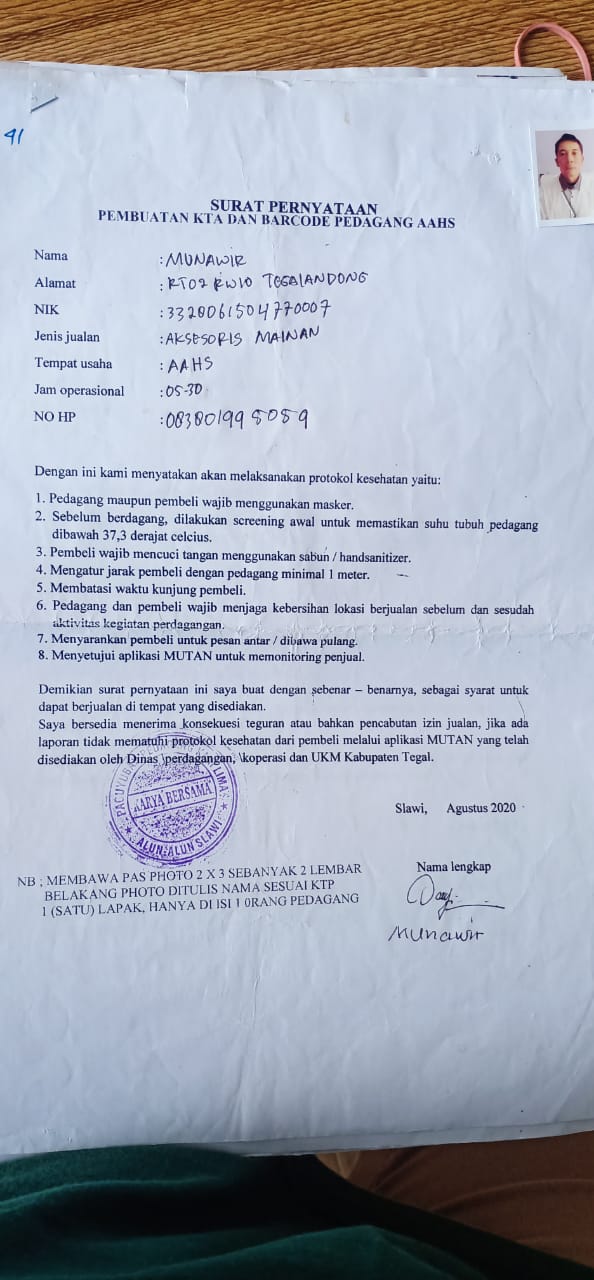 91
SURAT PERNYATAAN
PEMBUATAN KTA DAN BARCODE PEDAGANG AAHS
Nama : MUNAWIR
Alamat : RT02 RW10 TEGALANDONG
NIK : 3328061504770007
Jenis jualan : AKSESORIS MAINAN
Tempat usaha : AAHS
Jam operasional : 05-30
NO HP : 083801998089
Dengan ini kami menyatakan akan melaksanakan protokol kesehatan yaitu:
1. Pedagang maupun pembeli wajib menggunakan masker.
2. Sebelum berdagang, dilakukan screening awal untuk memastikan suhu tubuh pedagang
dibawah 37,3 derajat celcius.
3. Pembeli wajib mencuci tangan menggunakan sabun / handsanitizer.
4. Mengatur jarak pembeli dengan pedagang minimal 1 meter.
5. Membatasi waktu kunjung pembeli.
6. Pedagang dan pembeli wajib menjaga kebersihan lokasi berjualan sebelum dan sesudah
aktivitas kegiatan perdagangan.
7. Menyarankan pembeli untuk pesan antar / dibawa pulang.
8. Menyetujui aplikasi MUTAN untuk memonitoring penjual.
Demikian surat pernyataan ini saya buat dengan sebenar – benarnya, sebagai syarat untuk
dapat berjualan di tempat yang disediakan.
Saya bersedia menerima konsekuesi teguran atau bahkan pencabutan izin jualan, jika ada
laporan tidak mematuhi protokol kesehatan dari pembeli melalui aplikasi MUTAN yang telah
disediakan oleh Dinas \perdagangan, \koperasi dan UKM Kabupaten Tegal.
KARYA BERSAMA
ALUN-ALUN SLAWI
Slawi, Agustus 2020
NB ; MEMBAWA PAS PHOTO 2 X 3 SEBANYAK 2 LEMBAR
BELAKANG PHOTO DITULIS NAMA SESUAI KTP
1 (SATU) LAPAK, HANYA DI ISI 1 0RANG PEDAGANG
Nama lengkap
Munawir